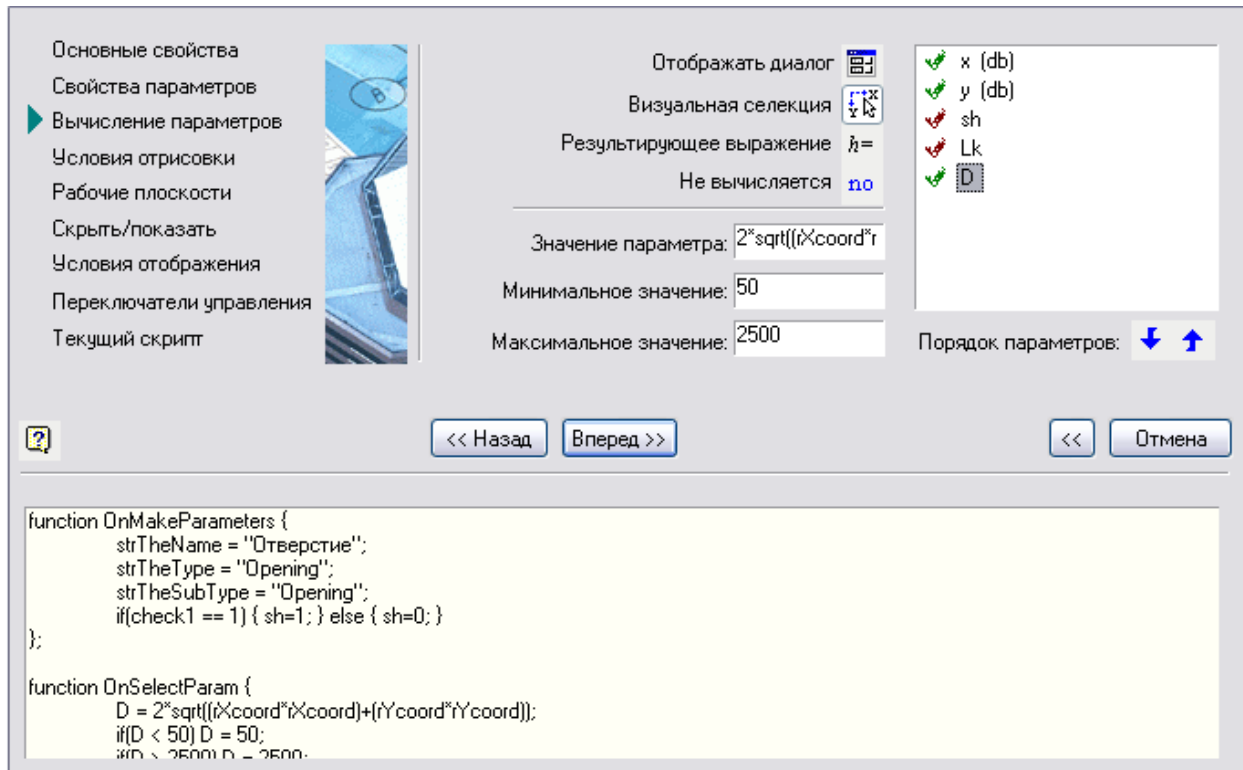 Основные свойства
Свойства параметров
Вычисление параметров
Условия отрисовки
Рабочие плоскости
Скрыть/показать
Условия отображения
Переключатели управления
Текущий скрипт
B
Отображать диалог
Визуальная селекция
Результирующее выражение h=
Не вычисляется no
Значение параметра: 2*sqrt((rXcoord*r
Минимальное значение: 50
Максимальное значение: 2500
x (db)
y (db)
sh
Lk
D
Порядок параметров:
<< Назад
Вперед >>
<<
Отмена
function OnMakeParameters {
strTheName = "Отверстие";
strTheType = "Opening";
strTheSubType = "Opening";
if(check1 == 1) { sh=1; } else { sh=0; }
};
function OnSelectParam {
D = 2*sqrt((rXcoord*rXcoord)+(rYcoord*rYcoord));
if(D < 50) D = 50;
if(D > 2500) D = 2500;